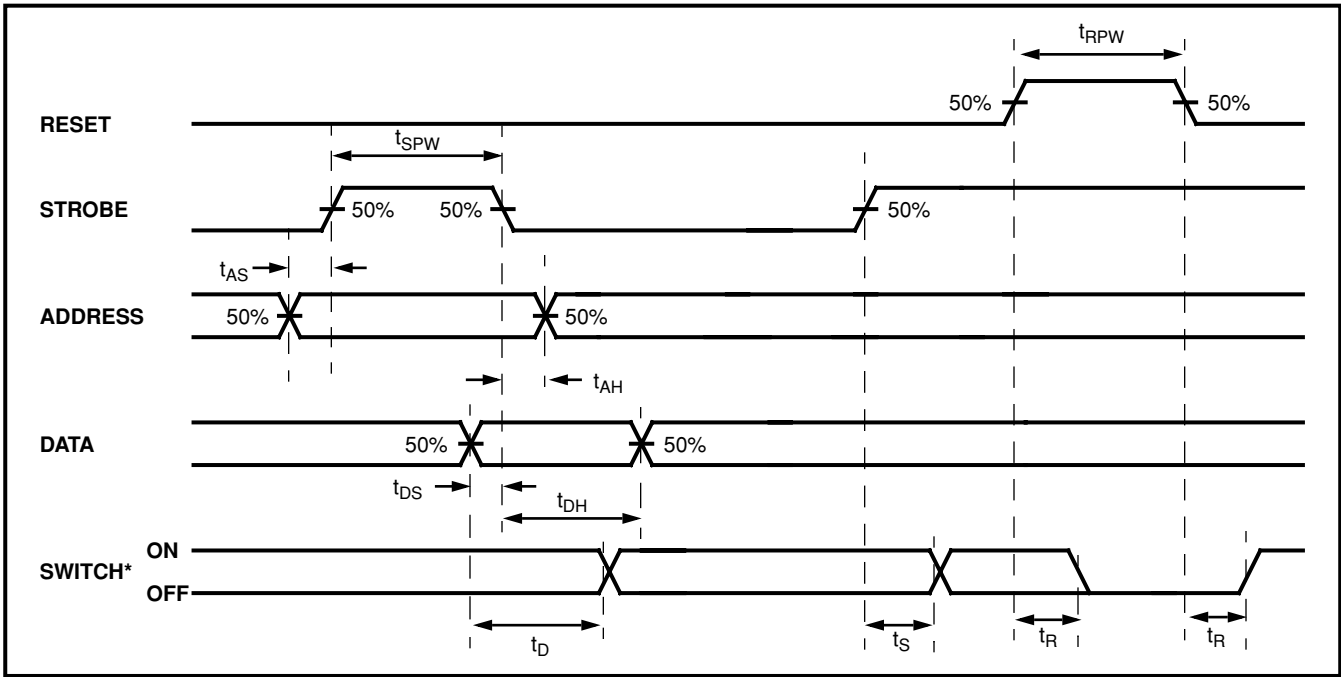 tRPW
50%
50%
RESET
tSPW
STROBE
50%
50%
50%
tAS
ADDRESS
50%
50%
tAH
DATA
50%
50%
tDS
tDH
ON
SWITCH*
OFF
tD
tS
tR
tR